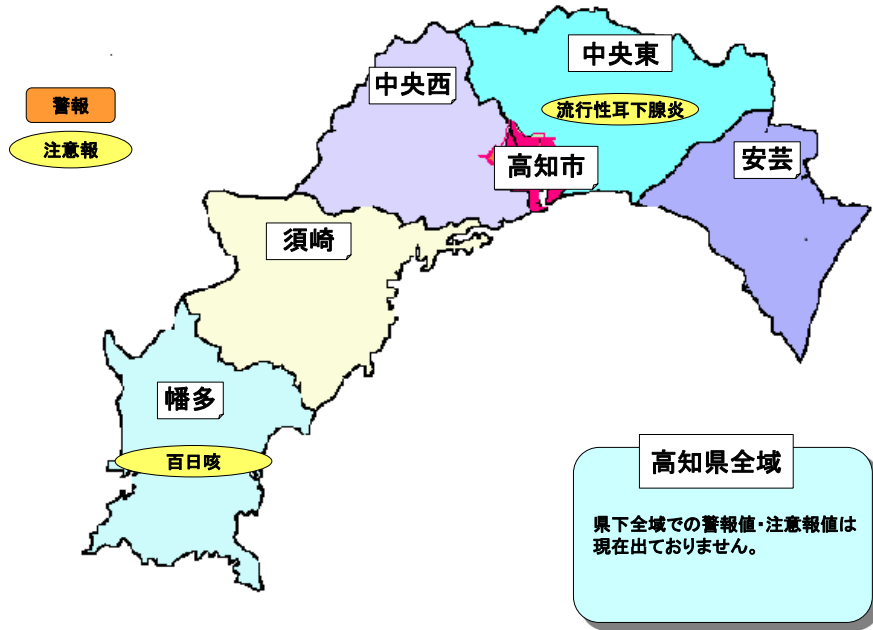 中央東
中央西
警報
流行性耳下腺炎
注意報
高知市
安芸
須崎
幡多
百日咳
高知県全域
県下全域での警報値・注意報値は
現在出ておりません。